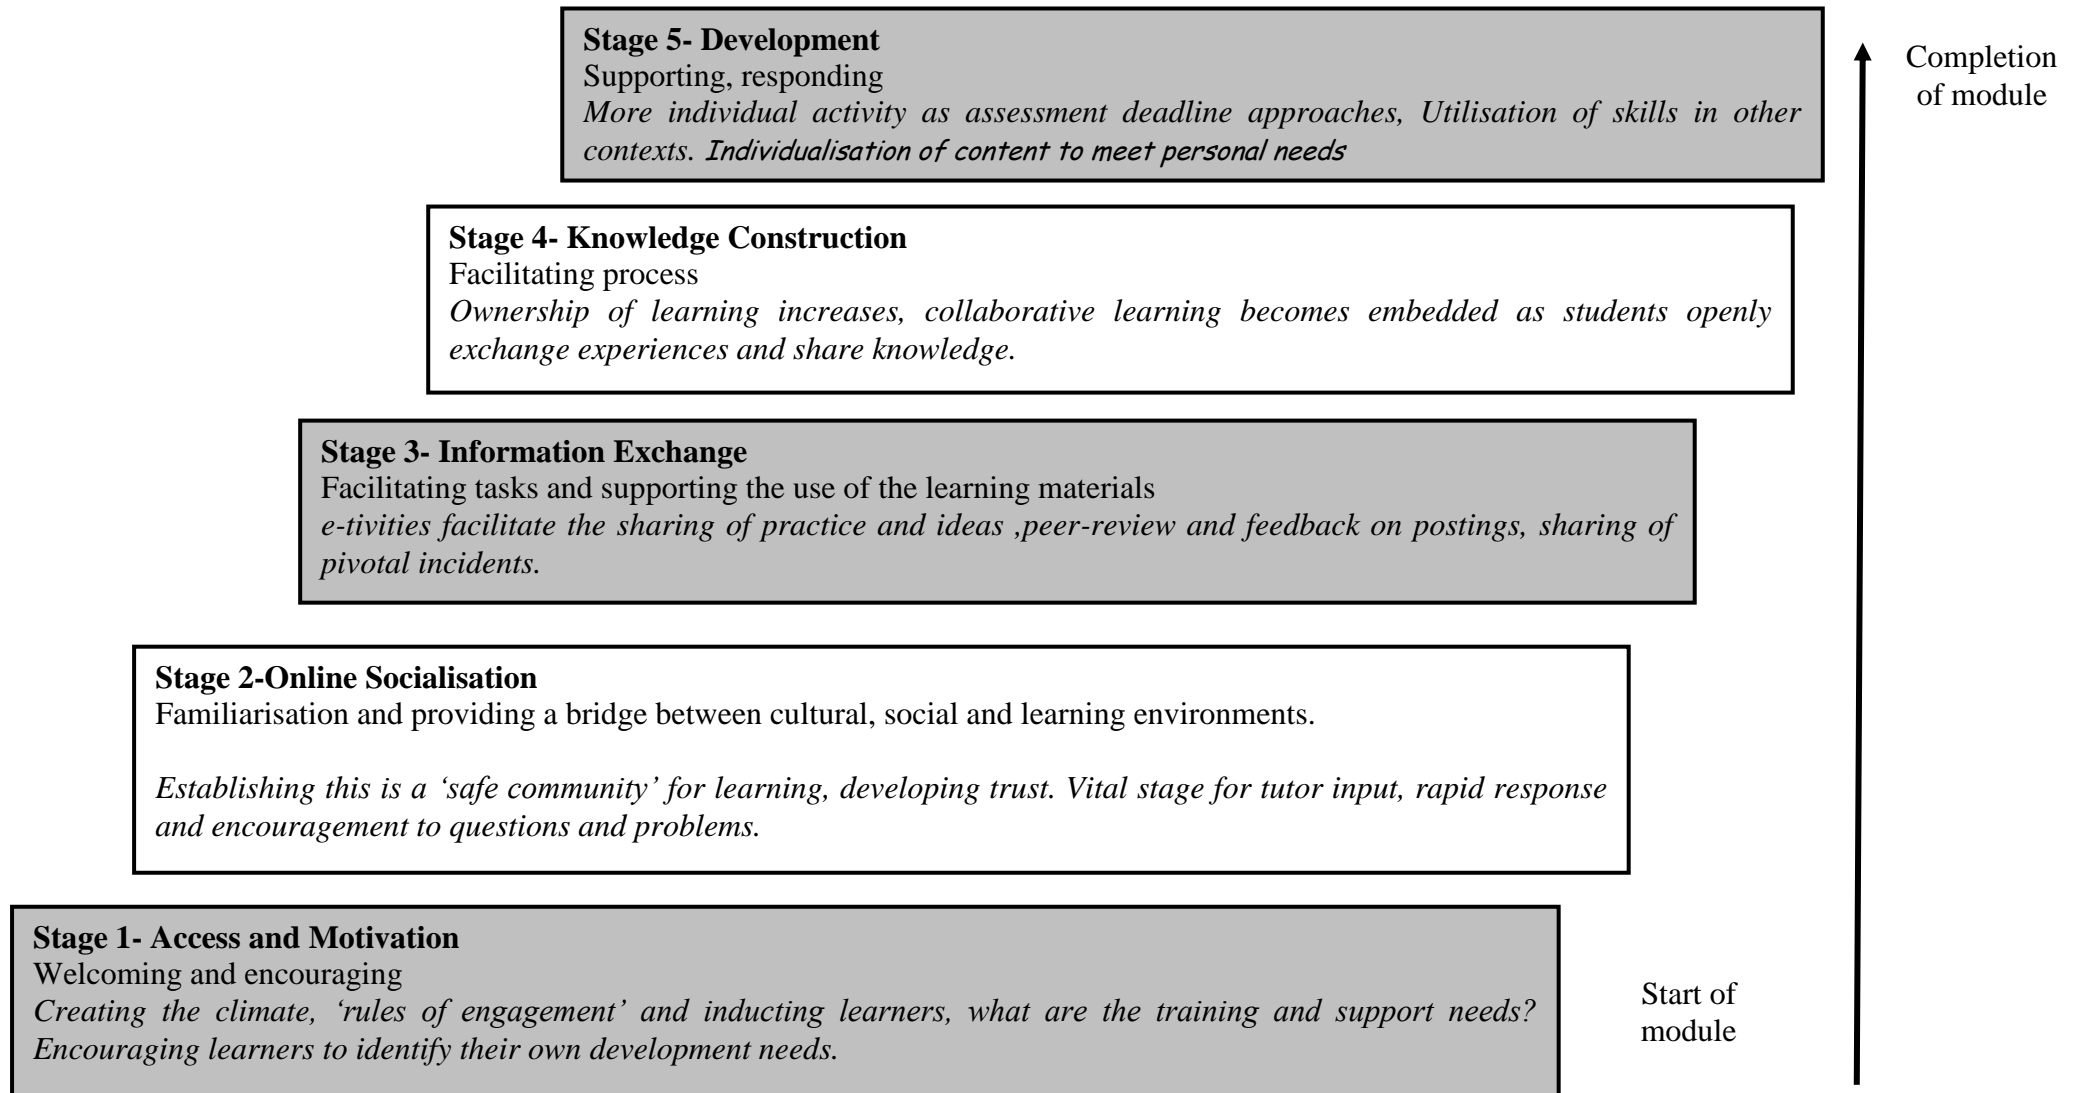 Stage 5- Development
Supporting, responding
More individual activity as assessment deadline approaches, Utilisation of skills in other
contexts. Individualisation of content to meet personal needs
Completion
of module
Stage 4- Knowledge Construction
Facilitating process
Ownership of learning increases, collaborative learning becomes embedded as students openly
exchange experiences and share knowledge.
Stage 3- Information Exchange
Facilitating tasks and supporting the use of the learning materials
e-tivities facilitate the sharing of practice and ideas ,peer-review and feedback on postings, sharing of
pivotal incidents.
Stage 2-Online Socialisation
Familiarisation and providing a bridge between cultural, social and learning environments.
Establishing this is a ‘safe community’ for learning, developing trust. Vital stage for tutor input, rapid response
and encouragement to questions and problems.
Stage 1- Access and Motivation
Welcoming and encouraging
Creating the climate, ‘rules of engagement’ and inducting learners, what are the training and support needs?
Encouraging learners to identify their own development needs.
Start of
module